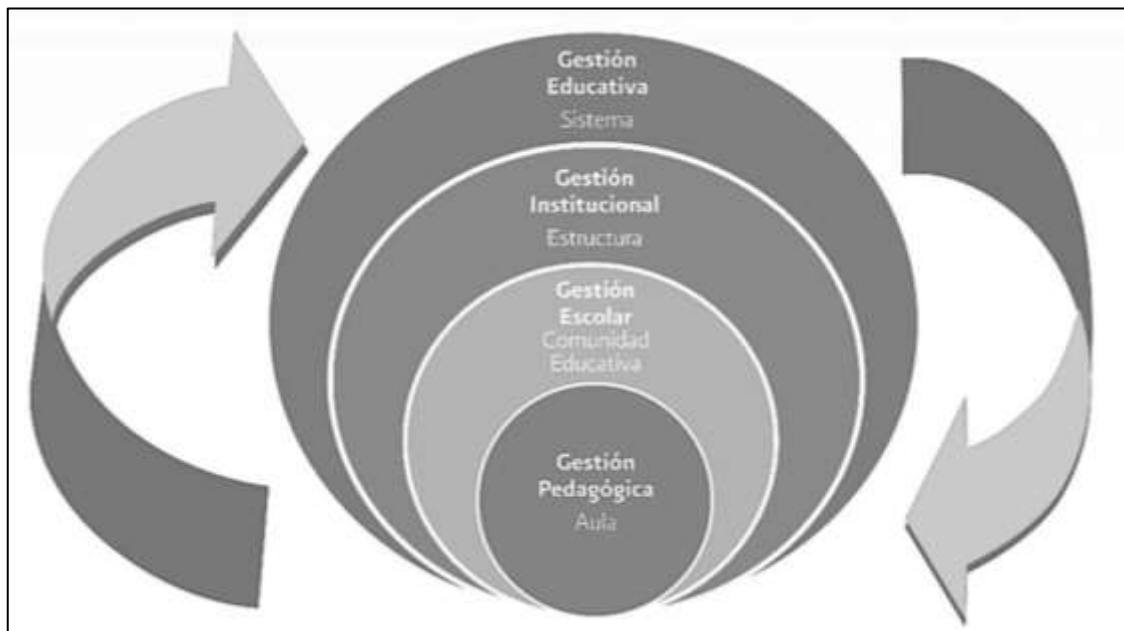 Gestión
Educativa
Sistema
Gestión
Institucional
Estructura
Gestión
Escolar
Comunidad
Educativa
Gestión
Pedagógica
Aula